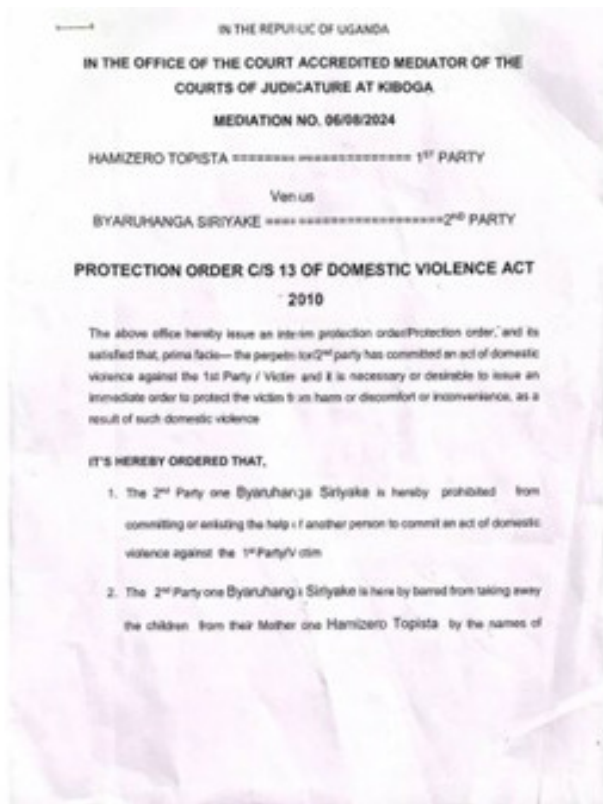 IN THE REPUBLIC OF UGANDA
IN THE OFFICE OF THE COURT ACCREDITED MEDIATOR OF THE
COURTS OF JUDICATURE AT KIBOGA
MEDIATION NO. 06/08/2024
HAMIZERO TOPISTA ======== ============== 1ST PARTY
Versus
BYARUHANGA SIRIYAKE ==== ====================2ND PARTY
PROTECTION ORDER C/S 13 OF DOMESTIC VIOLENCE ACT
2010
The above office hereby issue an interim protection order/Protection order, and its
satisfied that, prima facie— the perpetrator/2nd party has committed an act of domestic
violence against the 1st Party / Victim and it is necessary or desirable to issue an
immediate order to protect the victim from harm or discomfort or inconvenience, as a
result of such domestic violence
IT'S HEREBY ORDERED THAT,
1. The 2nd Party one Byaruhanga Siriyake is hereby prohibited from
committing or enlisting the help of another person to commit an act of domestic
violence against the 1st Party/Victim
2. The 2nd Party one Byaruhanga Siriyake is here by barred from taking away
the children from their Mother one Hamizero Topista by the names of